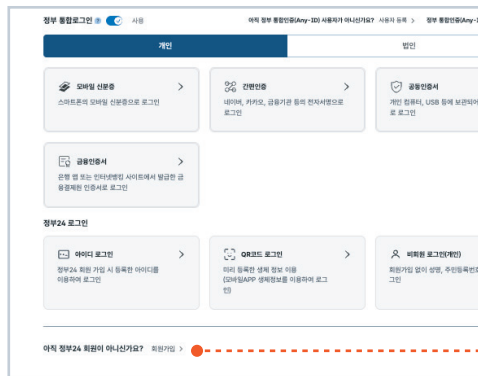 정부 통합로그인 사용 아직 정부 통합인증(Any-ID) 사용자가 아니신가요? 사용자 등록 > 정부 통합인증(Any-
개인 법인
모바일 신분증 >
스마트폰의 모바일 신분증으로 로그인
간편인증 >
네이버, 카카오, 금융기관 등의 전자서명으로
로그인
공동인증서
개인 컴퓨터, USB 등에 보관되어
로 로그인
금융인증서 >
은행 앱 또는 인터넷뱅킹 사이트에서 발급한 금
융결제원 인증서로 로그인
정부24 로그인
아이디 로그인 >
정부24 회원 가입 시 등록한 아이디를
이용하여 로그인
QR코드 로그인 >
미리 등록한 생체 정보 이용
(모바일APP 생체정보를 이용하여 로그
인)
비회원 로그인(개인)
회원가입 없이 성명, 주민등록번호
그인
아직 정부24 회원이 아니신가요? 회원가입 >